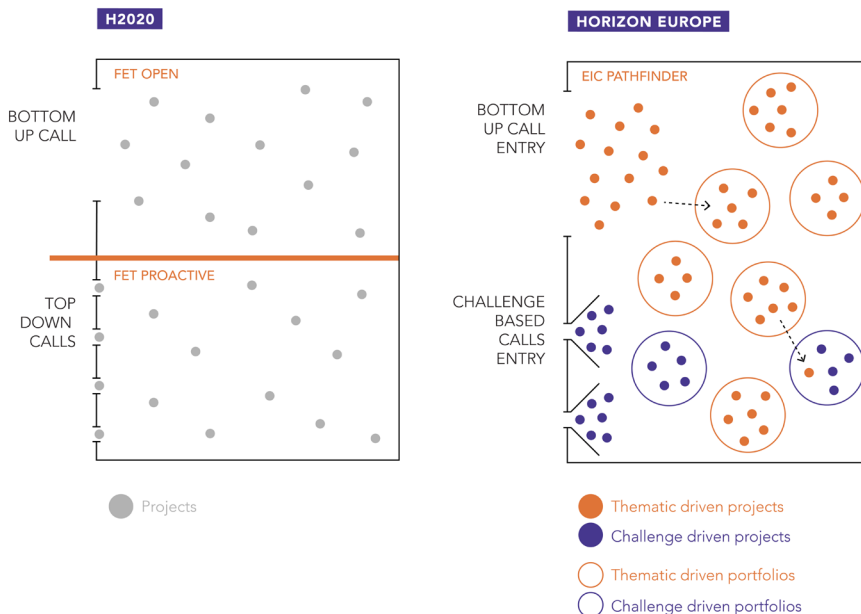 H2020
FET OPEN
BOTTOM
UP CALL
FET PROACTIVE
TOP
DOWN
CALLS
Projects
HORIZON EUROPE
EIC PATHFINDER
BOTTOM
UP CALL
ENTRY
CHALLENGE
BASED
CALLS
ENTRY
Thematic driven projects
Challenge driven projects
Thematic driven portfolios
Challenge driven portfolios